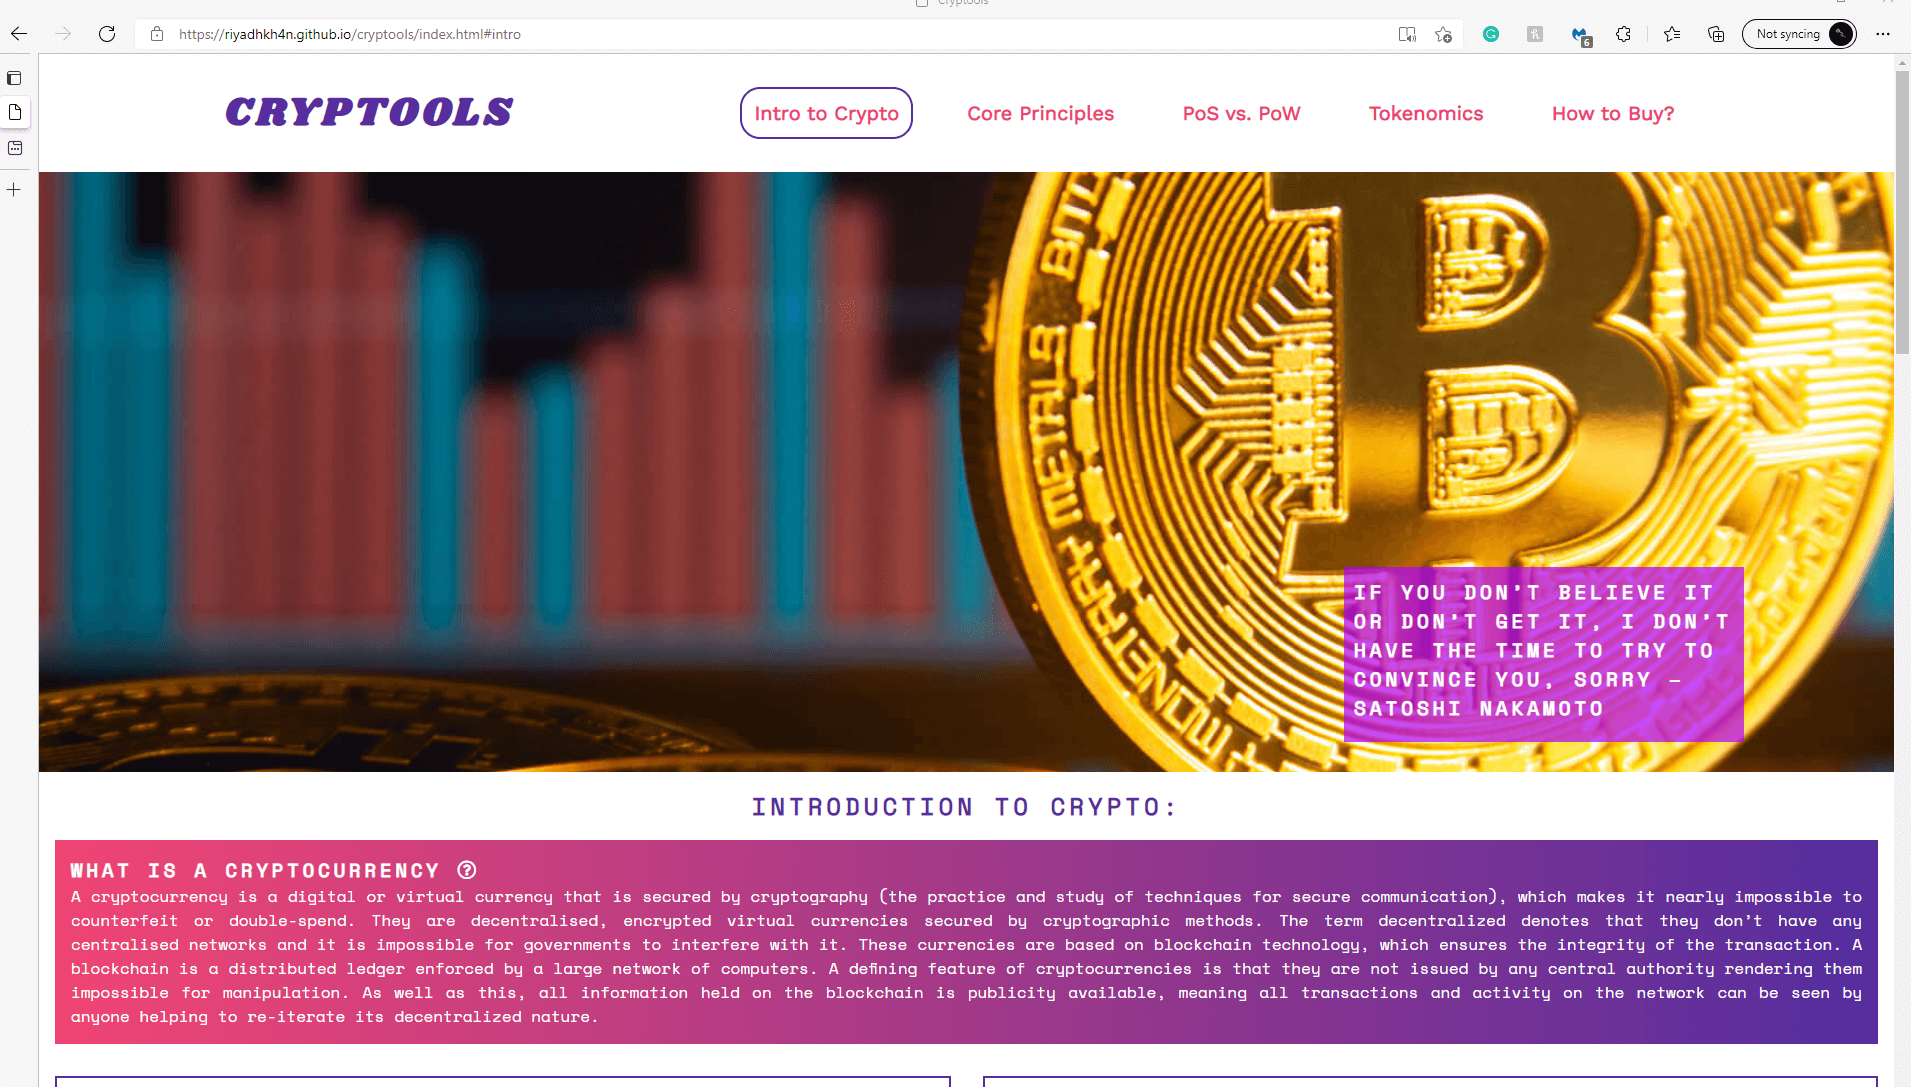 Cryptools
https://riyadhkh4n.github.io/cryptools/index.html#intro
6
Not syncing
CRYPTOOLS
Intro to Crypto
Core Principles
PoS vs. PoW
Tokenomics
How to Buy?
BITC
METALS
MONETARY
IF YOU DON'T BELIEVE IT
OR DON'T GET IT, I DON'T
HAVE THE TIME TO TRY TO
CONVINCE YOU, SORRY –
SATOSHI NAKAMOTO
INTRODUCTION TO CRYPTO:
WHAT IS A CRYPTOCURRENCY
A cryptocurrency is a digital or virtual currency that is secured by cryptography (the practice and study of techniques for secure communication), which makes it nearly impossible to
counterfeit or double-spend. They are decentralised, encrypted virtual currencies secured by cryptographic methods. The term decentralized denotes that they don't have any
centralised networks and it is impossible for governments to interfere with it. These currencies are based on blockchain technology, which ensures the integrity of the transaction. A
blockchain is a distributed ledger enforced by a large network of computers. A defining feature of cryptocurrencies is that they are not issued by any central authority rendering them
impossible for manipulation. As well as this, all information held on the blockchain is publicity available, meaning all transactions and activity on the network can be seen by
anyone helping to re-iterate its decentralized nature.